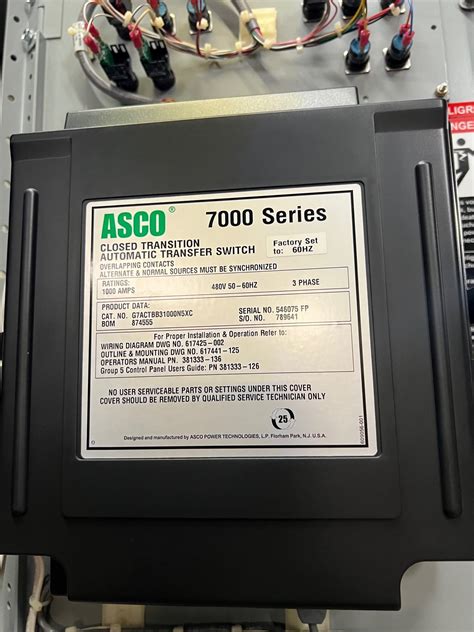 ASCO® 7000 Series
CLOSED TRANSITION
AUTOMATIC TRANSFER SWITCH
Factory Set
to: 60HZ
OVERLAPPING CONTACTS
ALTERNATE & NORMAL SOURCES MUST BE SYNCHRONIZED
RATINGS:
1000 AMPS 480V 50-60HZ 3 PHASE
PRODUCT DATA:
CAT. NO. G7ACTBB31000N5XC SERIAL NO. 546075 FP
BOM 874555 S/O. NO. 789641
For Proper Installation & Operation Refer to:
WIRING DIAGRAM DWG NO. 617425-002
OUTLINE & MOUNTING DWG NO. 617441-125
OPERATORS MANUAL PN. 381333-136
Group 5 Control Panel Users Guide: PN 381333-126
NO USER SERVICEABLE PARTS OR SETTINGS UNDER THIS COVER
COVER SHOULD BE REMOVED BY QUALIFIED SERVICE TECHNICIAN ONLY
25
Designed and manufactured by ASCO POWER TECHNOLOGIES, L.P. Florham Park, N.J. U.S.A.